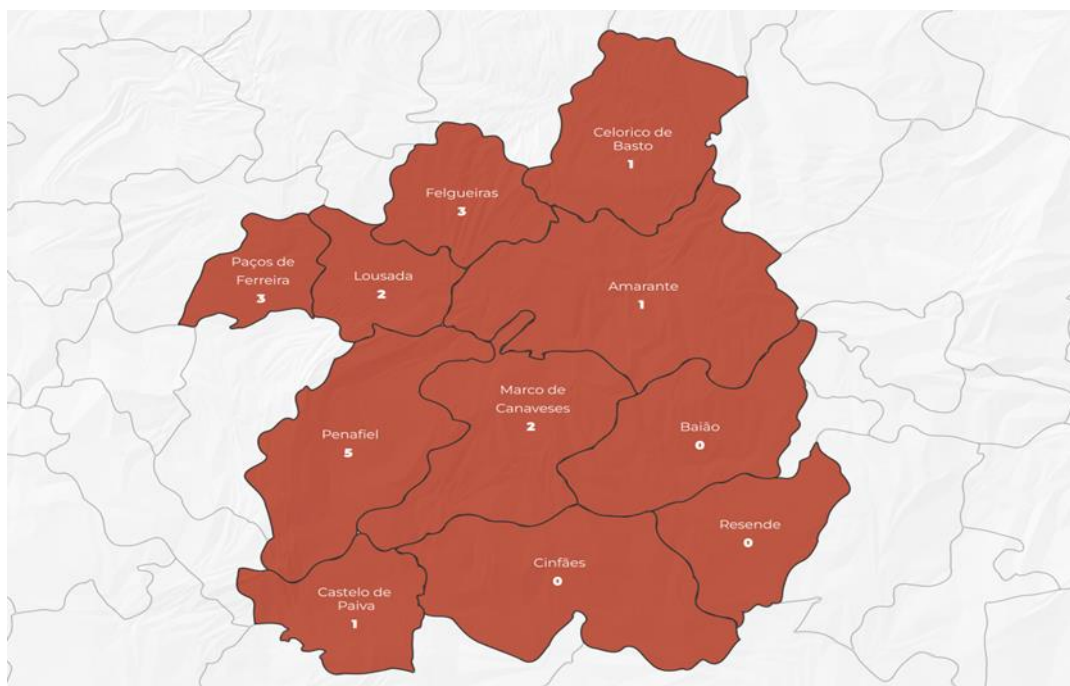 Celorico de
Basto
1
Felgueiras
3
Paços de
Ferreira
3
Lousada
2
Amarante
1
Marco de
Canaveses
2
Penafiel
5
Baião
0
Resende
0
Cinfães
0
Castelo de
Paiva
1